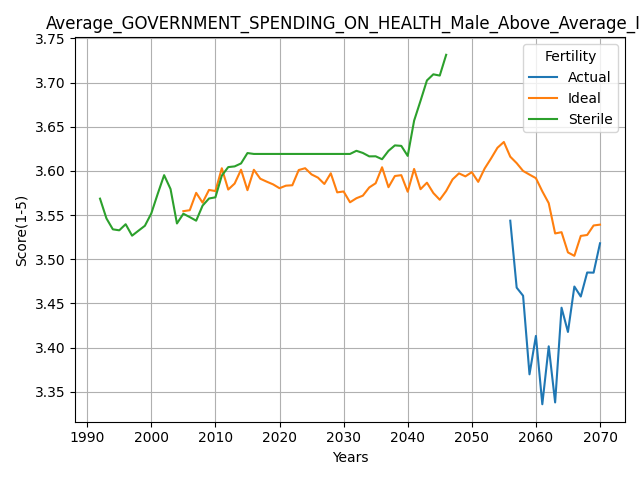 Average_GOVERNMENT_SPENDING_ON_HEALTH_Male_Above_Average_I
Fertility
Actual
Ideal
Sterile
Score(1-5)
3.75
3.70
3.65
3.60
3.55
3.50
3.45
3.40
3.35
1990 2000 2010 2020 2030 2040 2050 2060 2070
Years